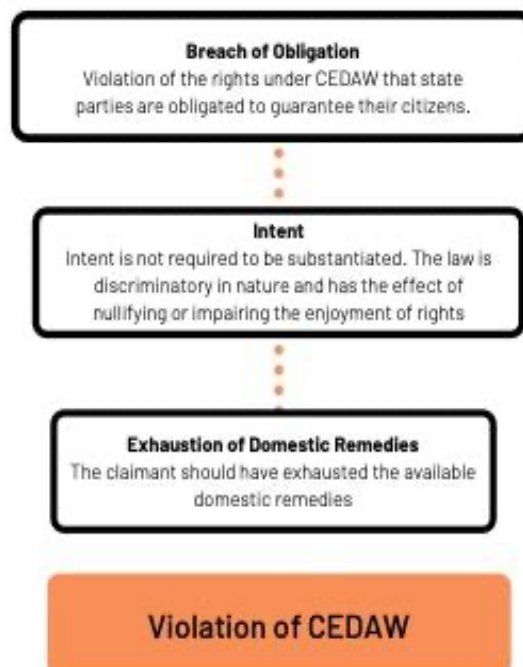 Breach of Obligation
Violation of the rights under CEDAW that state
parties are obligated to guarantee their citizens.
Intent
Intent is not required to be substantiated. The law is
discriminatory in nature and has the effect of
nullifying or impairing the enjoyment of rights
Exhaustion of Domestic Remedies
The claimant should have exhausted the available
domestic remedies
Violation of CEDAW